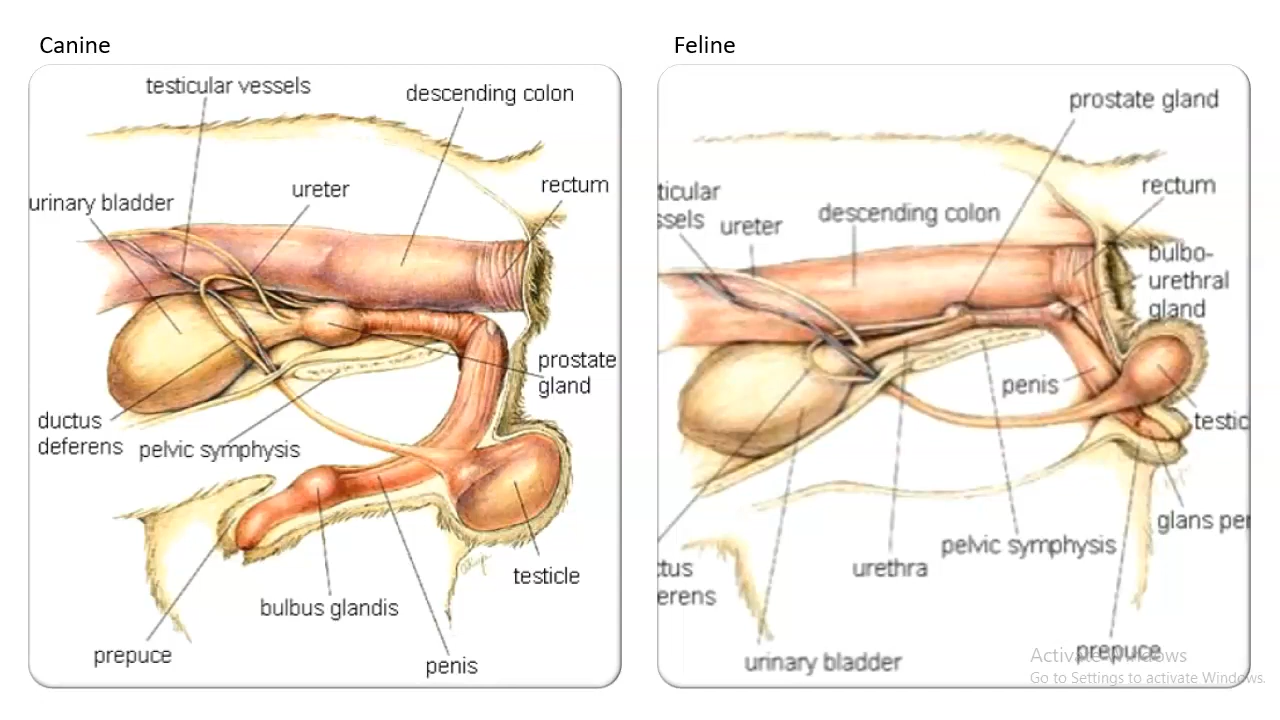 Canine
testicular vessels
descending colon
urinary bladder
ureter
rectum
prostate
gland
ductus
deferens
pelvic symphysis
testicle
bulbus glandis
prepuce
penis
Feline
prostate gland
ticular
ssels
ureter
descending colon
rectum
bulbo-
urethral
gland
penis
testic
glans per
pelvic symphysis
urethra
tus
erens
urinary bladder
prepuce
Activate Windows
Go to Settings to activate Windows.